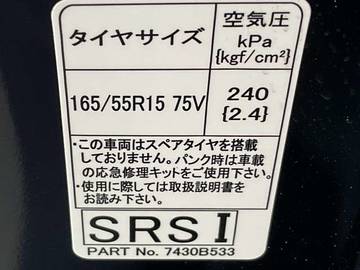 タイヤサイズ
空気圧
kPa
{kgf/cm²}
165/55R15 75V
240
{2.4}
・この車両はスペアタイヤを搭載
しておりません。パンク時は車載
の応急修理キットをご使用下さい。
・使用に際しては取扱説明書を
お読み下さい。
SRS I
PART No. 7430B533